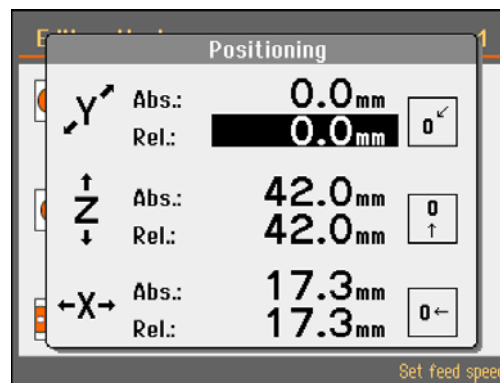 Positioning
Y Abs.: 0.0mm
Rel.: 0.0mm 0
Z Abs.: 42.0mm
Rel.: 42.0mm 0
X Abs.: 17.3mm
Rel.: 17.3mm 0
Set feed speed